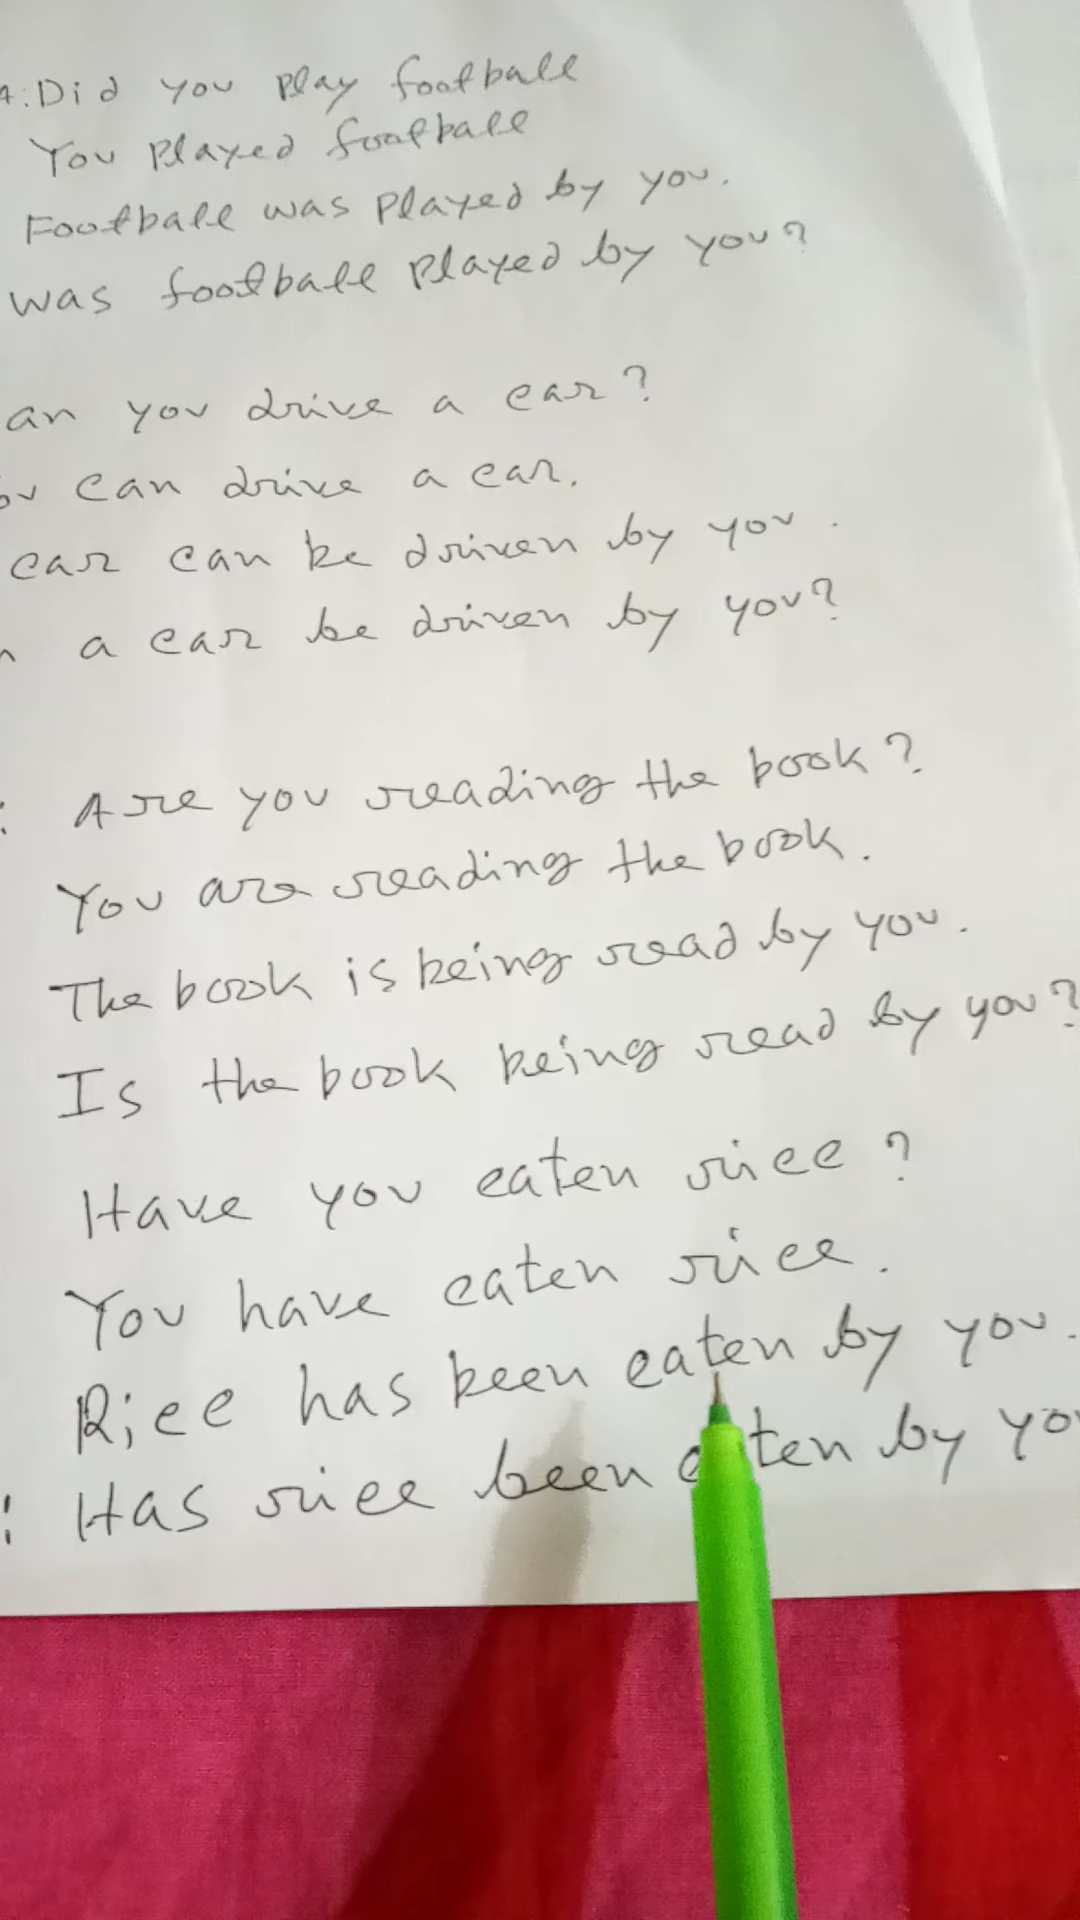 A: Did you play football
You played football
Football was played by you.
was football played by you?
an you drive a car?
ou can drive a car.
car can be driven by you.
n a car be driven by you?
: Are you reading the book?
You are reading the book.
The book is being read by you.
Is the book being read by you?
Have you eaten rice?
You have eaten rice.
Rice has been eaten by you.
: Has rice been eaten by yo